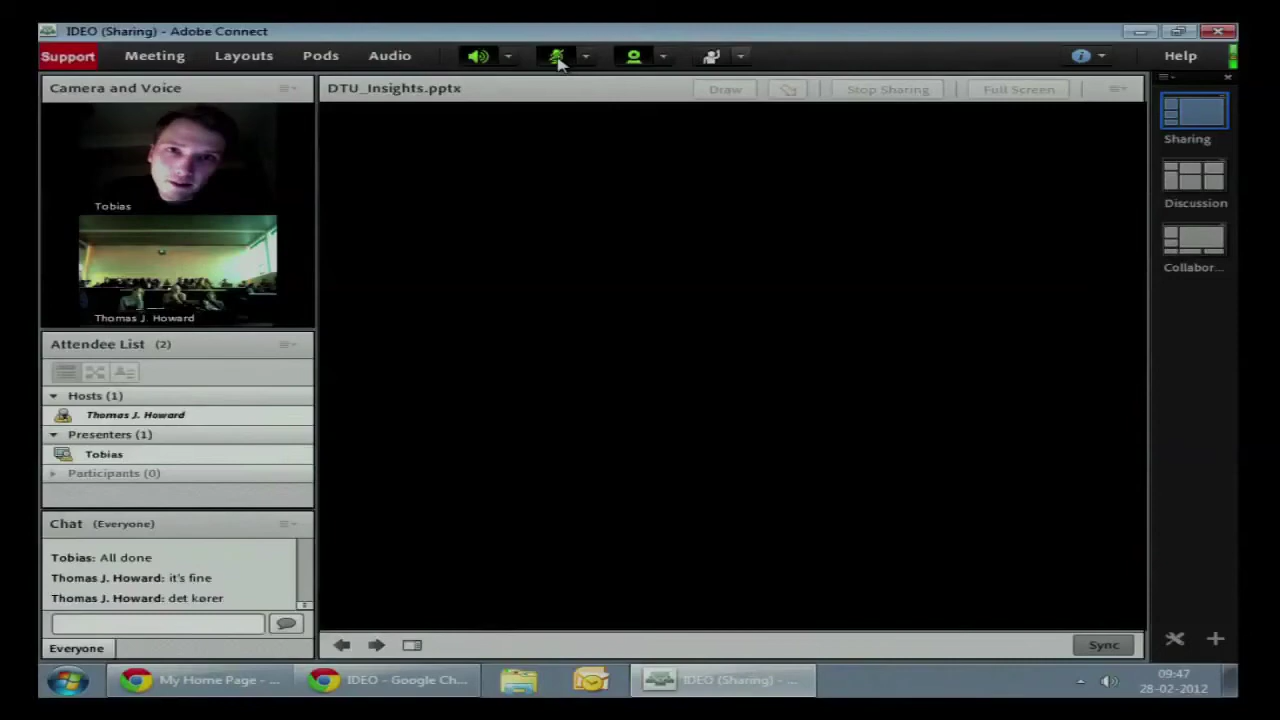 IDEO (Sharing) - Adobe Connect
Support Meeting Layouts Pods Audio Help
Camera and Voice
Tobias
Thomas J. Howard
Attendee List (2)
Hosts (1)
Thomas J. Howard
Presenters (1)
Tobias
Participants (0)
Chat (Everyone)
Tobias: All done
Thomas J. Howard: it's fine
Thomas J. Howard: det kører
Everyone
DTU_Insights.pptx
Draw Stop Sharing Full Screen
Sync
Sharing
Discussion
Collabor...
My Home Page - ...
IDEO - Google Ch...
IDEO (Sharing) - ...
09:47
28-02-2012